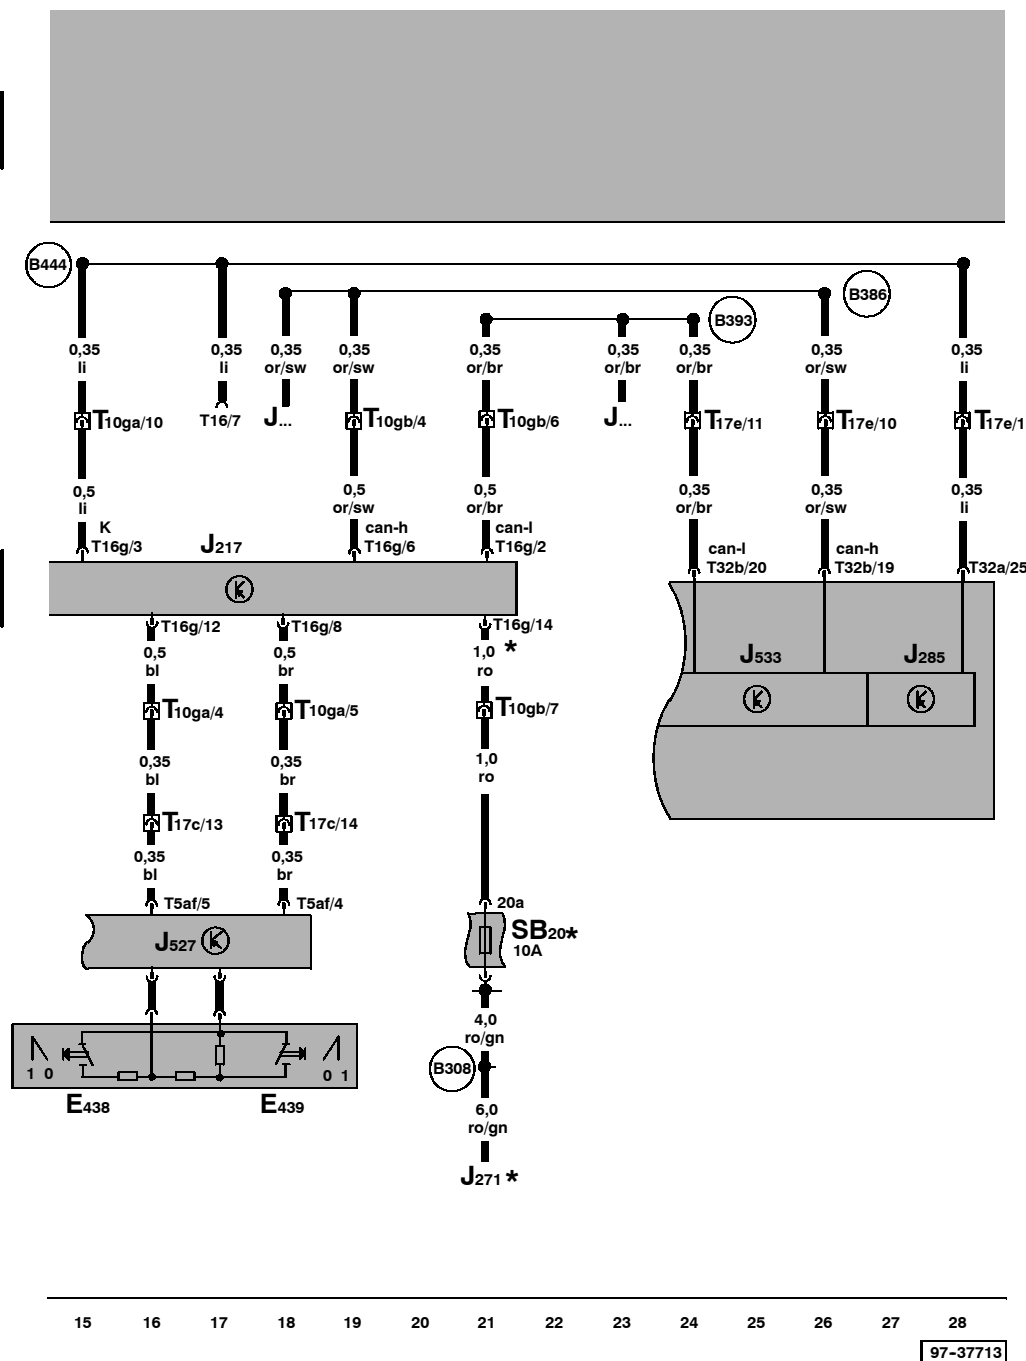 B444
B386
B393
0,35 0,35 0,35 0,35 0,35 0,35 0,35 0,35 0,35
li li or/sw or/sw or/br or/br or/br or/sw li
T10ga/10 T16/7 J... T10gb/4 T10gb/6 J... T17e/11 T17e/10 T17e/1
0,5 0,5 0,5 0,35 0,35 0,35
li or/sw or/br or/br or/sw li
K can-h can-l
T16g/3 J217 T16g/6 T16g/2
can-l can-h
T32b/20 T32b/19 T32a/25
T16g/12 T16g/8 T16g/14
0,5 0,5 1,0 *
bl br ro
J533 J285
T10ga/4 T10ga/5 T10gb/7
0,35 0,35 1,0
bl br ro
T17c/13 T17c/14
0,35 0,35
bl br
T5af/5 T5af/4 20a
J527 SB20*
10A
4,0
ro/gn
B308
1 0 0 1
E438 E439
6,0
ro/gn
J271 *
15 16 17 18 19 20 21 22 23 24 25 26 27 28
97-37713